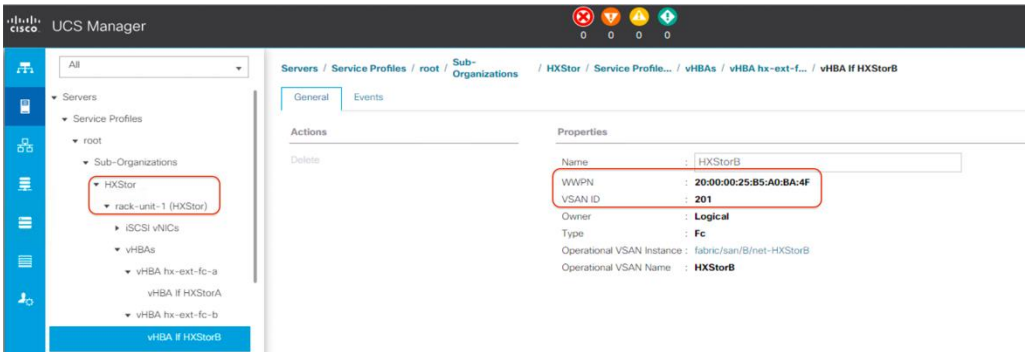 cisco UCS Manager
0 0 0 0
All
Servers
Service Profiles
root
Sub-Organizations
HXStor
rack-unit-1 (HXStor)
iSCSI vNICs
vHBAs
vHBA hx-ext-fc-a
vHBA If HXStorA
vHBA hx-ext-fc-b
vHBA If HXStorB
Servers / Service Profiles / root / Sub-Organizations / HXStor / Service Profile... / vHBAs / vHBA hx-ext-f... / vHBA If HXStorB
General Events
Actions
Delete
Properties
Name : HXStorB
WWPN : 20:00:00:25:B5:A0:BA:4F
VSAN ID : 201
Owner : Logical
Type : Fc
Operational VSAN Instance : fabric/san/B/net-HXStorB
Operational VSAN Name : HXStorB